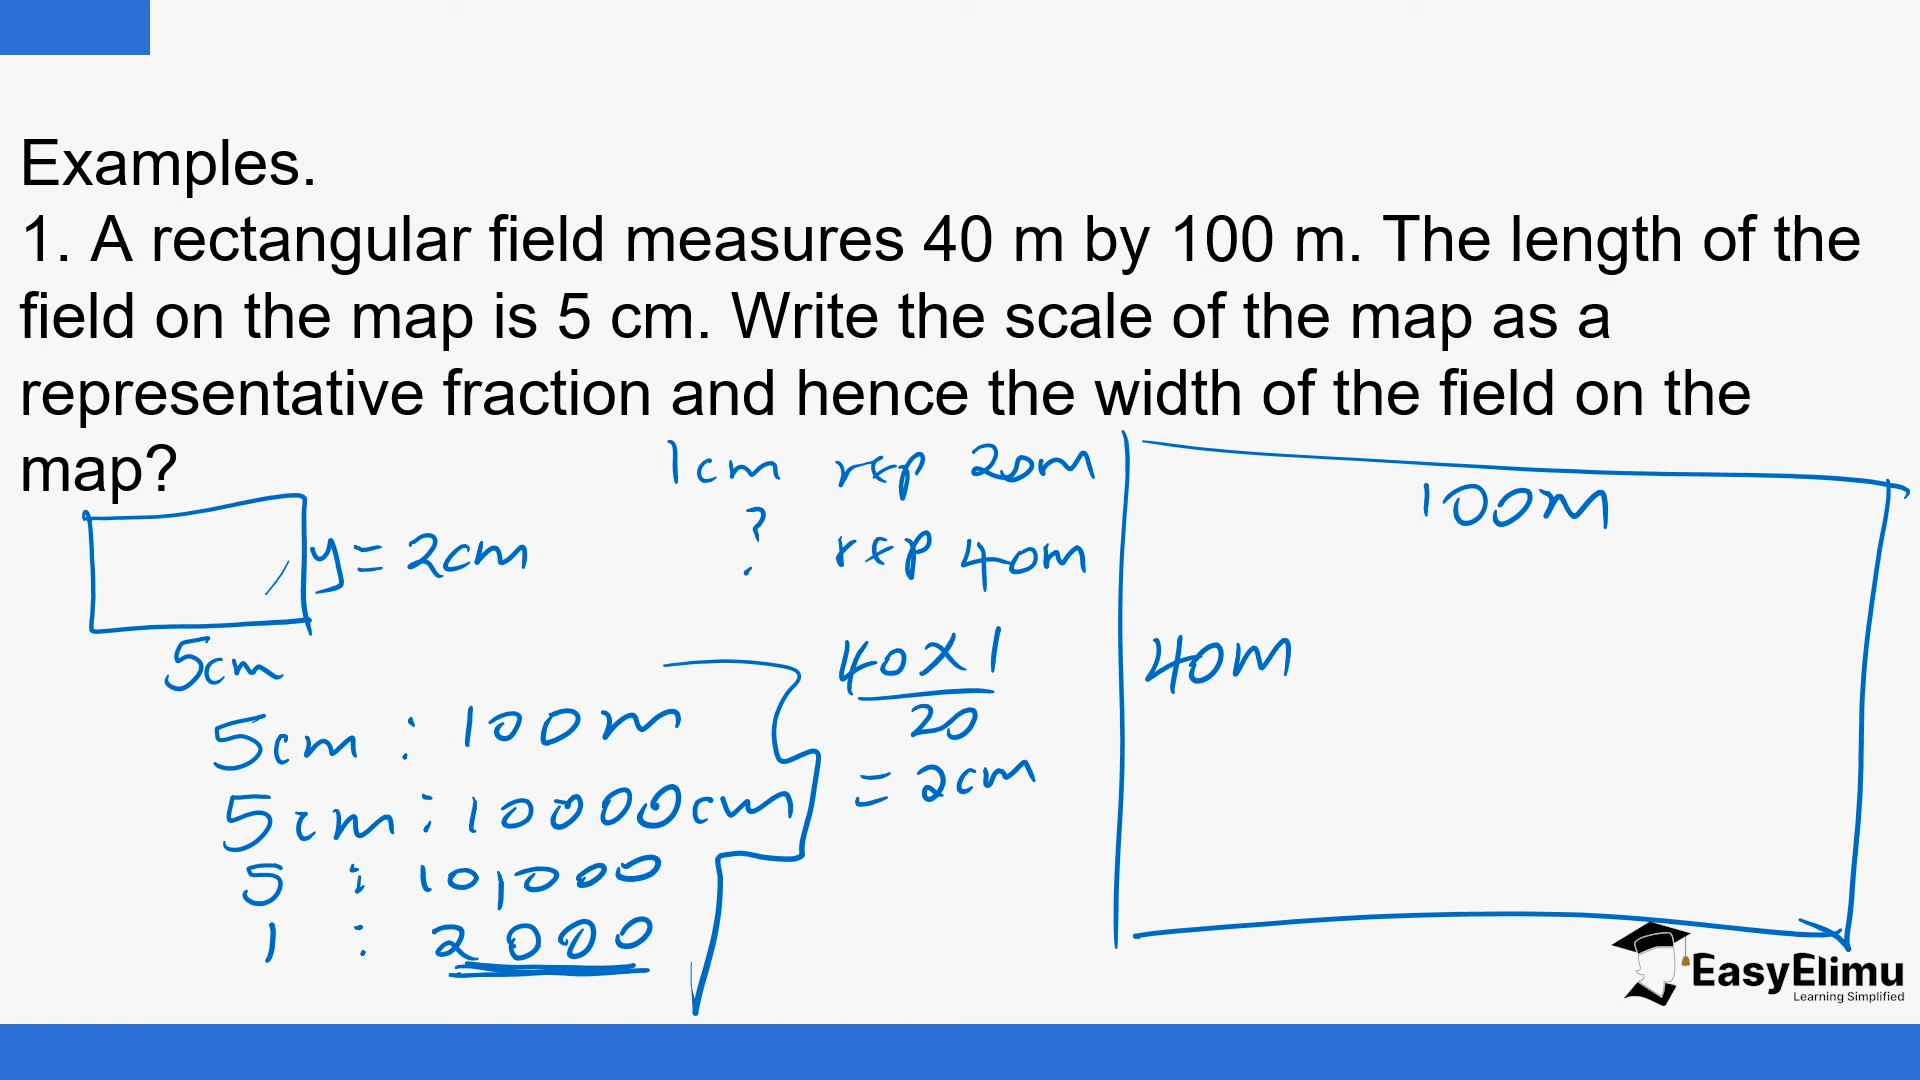 Examples.
1. A rectangular field measures 40 m by 100 m. The length of the
field on the map is 5 cm. Write the scale of the map as a
representative fraction and hence the width of the field on the
map?
1cm rep 20m
? rep 40m
100m
y = 2cm
5cm
40 x 1
20
= 2cm
40m
5cm : 100m
5cm : 10000cm
5 : 10,000
1 : 2000
EasyElimu
Learning Simplified